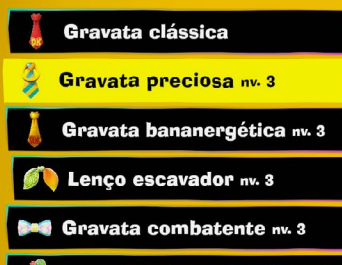 Gravata clássica
Gravata preciosa nv. 3
Gravata bananergética nv. 3
Lenço escavador nv. 3
Gravata combatente nv. 3